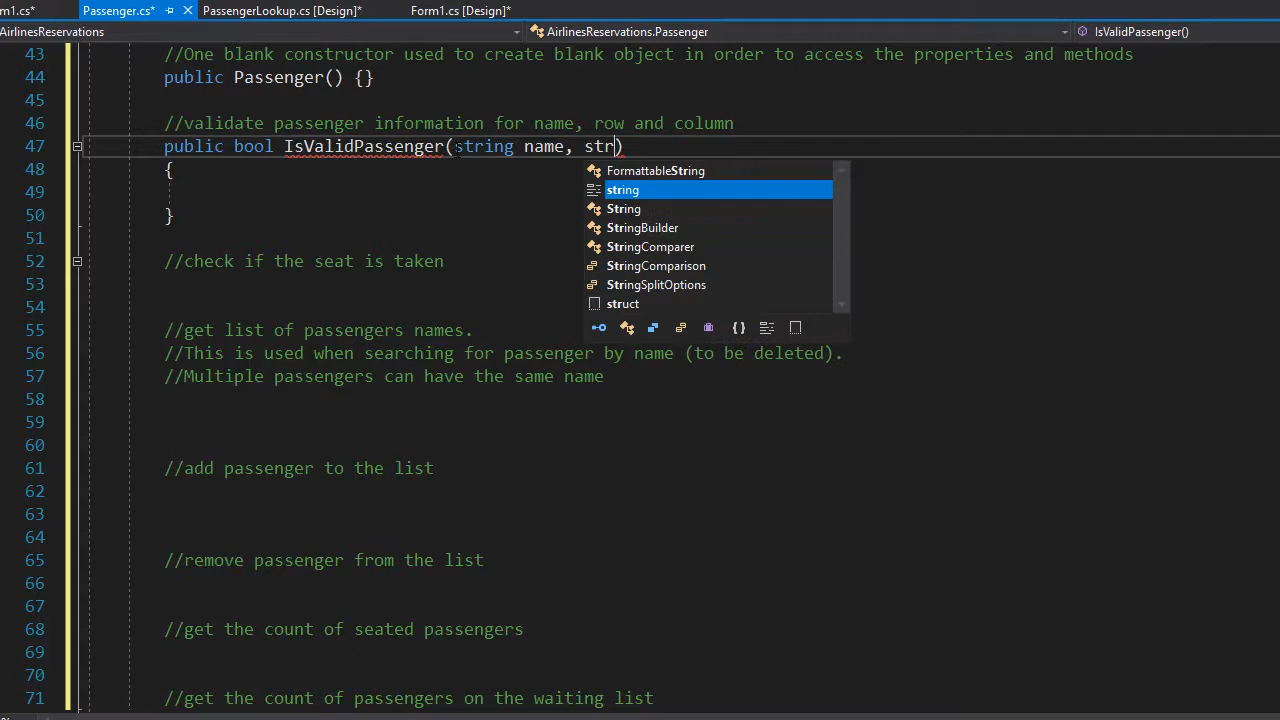 m1.cs*
Passenger.cs*
PassengerLookup.cs [Design]*
Form1.cs [Design]*
AirlinesReservations
AirlinesReservations.Passenger
IsValidPassenger()
43 //One blank constructor used to create blank object in order to access the properties and methods
44 public Passenger() {}
45
46 //validate passenger information for name, row and column
47 public bool IsValidPassenger(string name, str)
48 {
49
50 }
51
52 //check if the seat is taken
53
54
55 //get list of passengers names.
56 //This is used when searching for passenger by name (to be deleted).
57 //Multiple passengers can have the same name
58
59
60
61 //add passenger to the list
62
63
64
65 //remove passenger from the list
66
67
68 //get the count of seated passengers
69
70
71 //get the count of passengers on the waiting list
FormattableString
string
String
StringBuilder
StringComparer
StringComparison
StringSplitOptions
struct
{ }
%